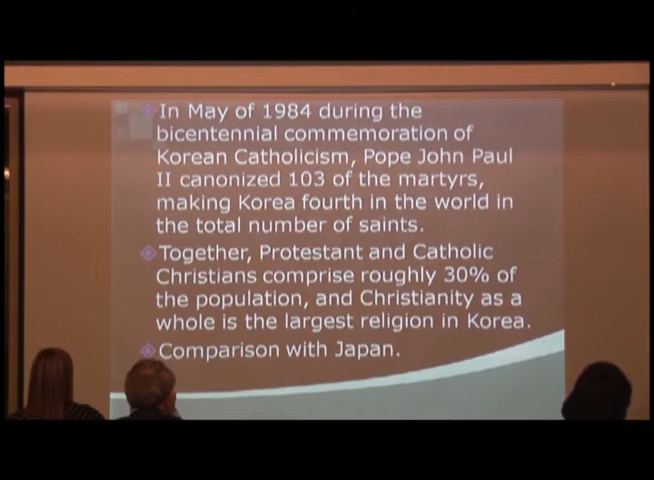 In May of 1984 during the
bicentennial commemoration of
Korean Catholicism, Pope John Paul
II canonized 103 of the martyrs,
making Korea fourth in the world in
the total number of saints.
Together, Protestant and Catholic
Christians comprise roughly 30% of
the population, and Christianity as a
whole is the largest religion in Korea.
Comparison with Japan.